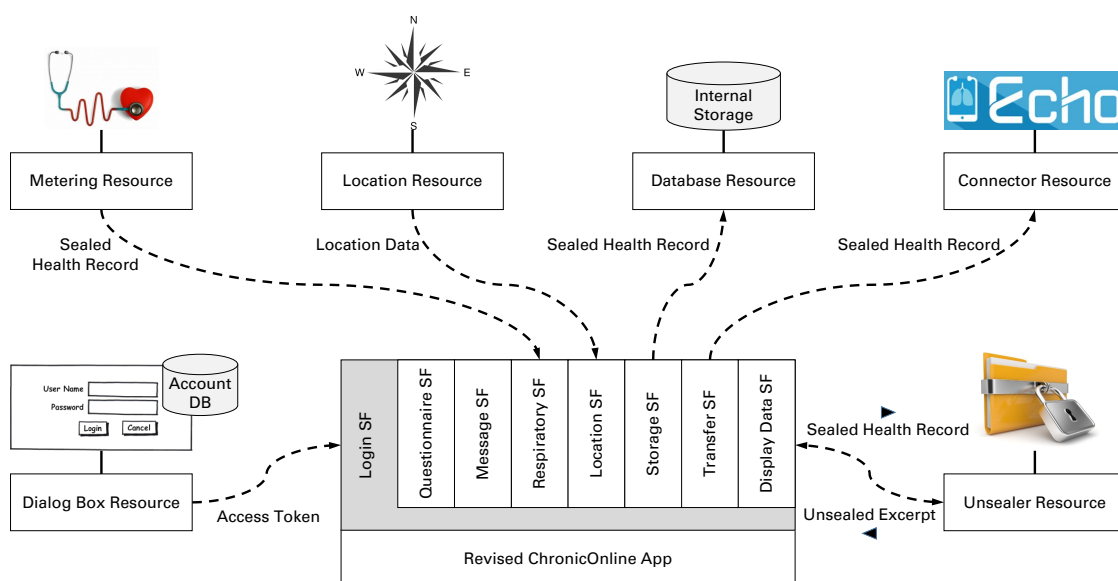 N
W
E
S
Internal
Storage
Echo
Metering Resource
Location Resource
Database Resource
Connector Resource
Sealed
Health Record
Location Data
Sealed Health Record
Sealed Health Record
User Name
Password
Login
Cancel
Account
DB
Dialog Box Resource
Access Token
Login SF
Questionnaire SF
Message SF
Respiratory SF
Location SF
Storage SF
Transfer SF
Display Data SF
Revised ChronicOnline App
Sealed Health Record
Unsealed Excerpt
Unsealer Resource